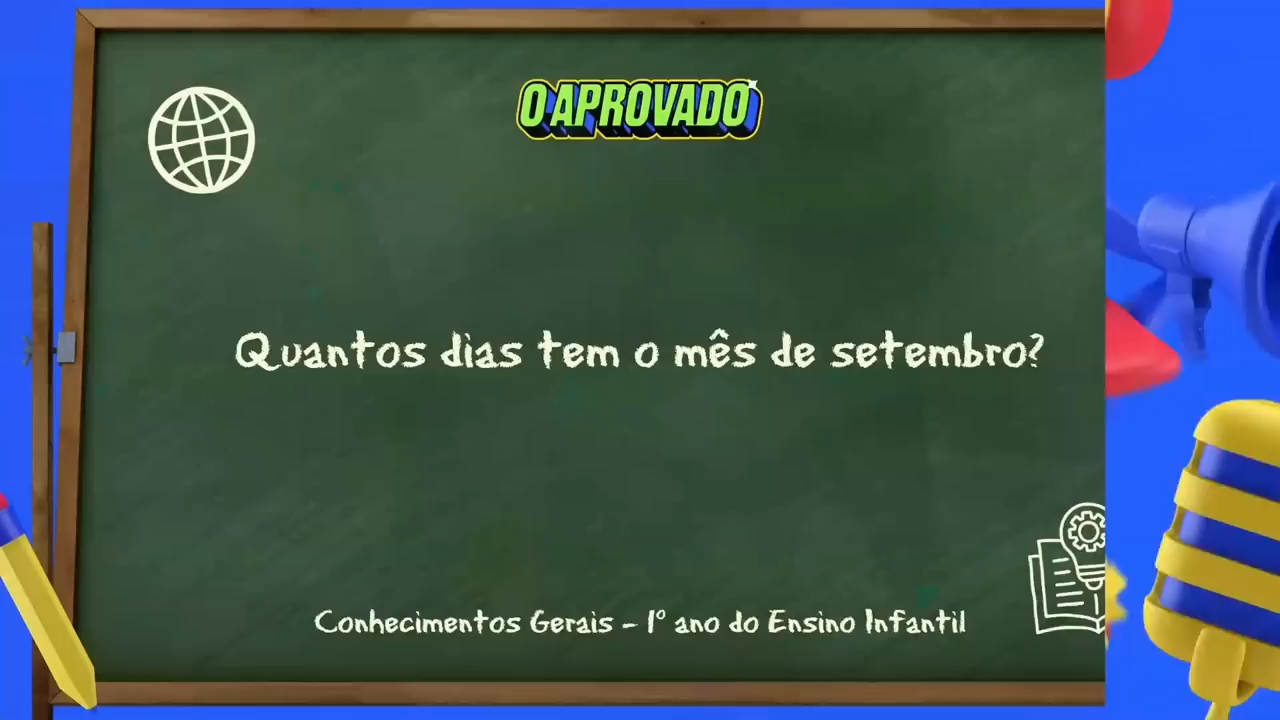 O APROVADO
Quantos dias tem o mês de setembro?
Conhecimentos Gerais - 1º ano do Ensino Infantil